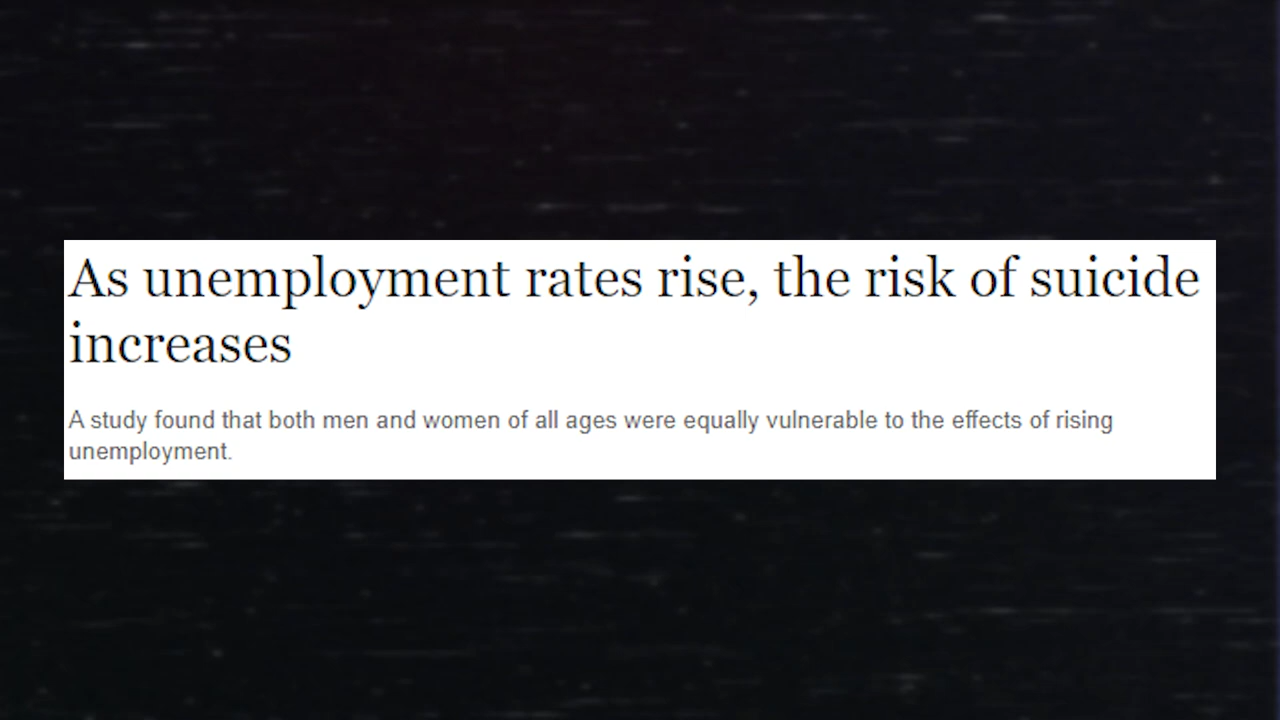 As unemployment rates rise, the risk of suicide
increases
A study found that both men and women of all ages were equally vulnerable to the effects of rising
unemployment.